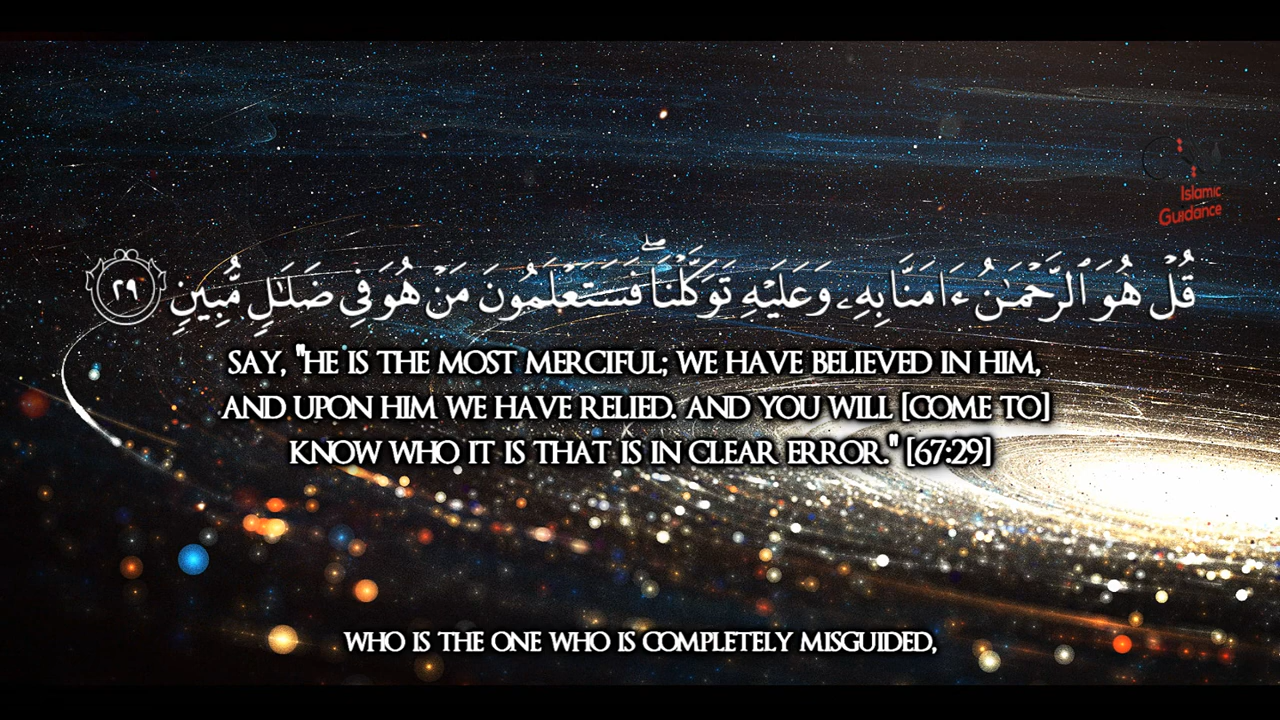 Islamic
Guidance
قُلْ هُوَ ٱلرَّحْمَـٰنُ ءَامَنَّا بِهِۦ وَعَلَيْهِ تَوَكَّلْنَا ۖ فَسَتَعْلَمُونَ مَنْ هُوَ فِى ضَلَـٰلٍ مُّبِينٍ ٢٩
SAY, "HE IS THE MOST MERCIFUL; WE HAVE BELIEVED IN HIM,
AND UPON HIM WE HAVE RELIED. AND YOU WILL [COME TO]
KNOW WHO IT IS THAT IS IN CLEAR ERROR." [67:29]
WHO IS THE ONE WHO IS COMPLETELY MISGUIDED,